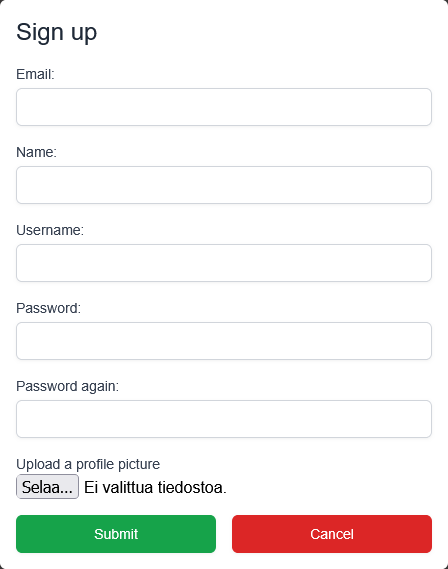 Sign up
Email:
Name:
Username:
Password:
Password again:
Upload a profile picture
Selaa... Ei valittua tiedostoa.
Submit Cancel